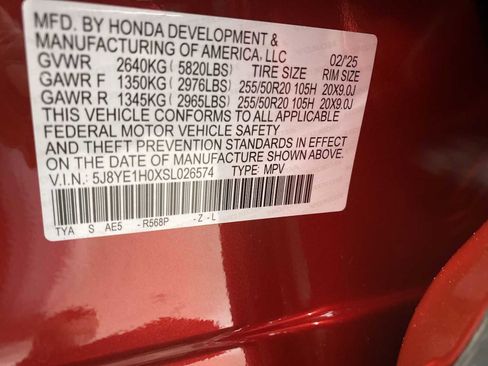 MFD. BY HONDA DEVELOPMENT &
MANUFACTURING OF AMERICA, LLC 02/'25
GVWR 2640KG (5820LBS) TIRE SIZE RIM SIZE
GAWR F 1350KG (2976LBS) 255/50R20 105H 20X9.0J
GAWR R 1345KG (2965LBS) 255/50R20 105H 20X9.0J
THIS VEHICLE CONFORMS TO ALL APPLICABLE
FEDERAL MOTOR VEHICLE SAFETY
AND THEFT PREVENTION STANDARDS IN EFFECT
ON THE DATE OF MANUFACTURE SHOWN ABOVE.
V.I.N.: 5J8YE1H0XSL026574 TYPE: MPV
TYA S AE5 -R568P -Z-L